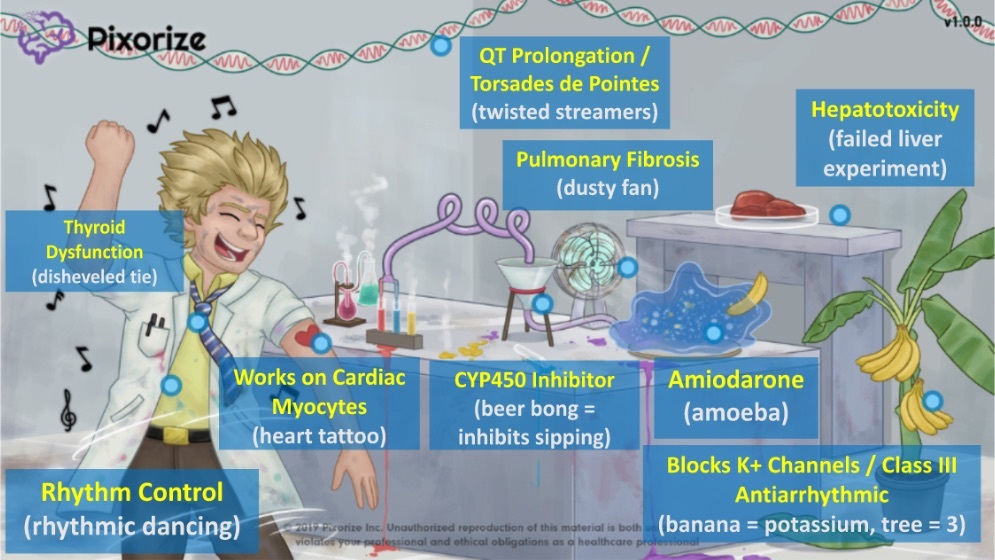 Pixorize
v1.0.0
QT Prolongation /
Torsades de Pointes
(twisted streamers)
Hepatotoxicity
(failed liver
experiment)
Pulmonary Fibrosis
(dusty fan)
Thyroid
Dysfunction
(disheveled tie)
Works on Cardiac
Myocytes
(heart tattoo)
CYP450 Inhibitor
(beer bong =
inhibits sipping)
Amiodarone
(amoeba)
Blocks K+ Channels / Class III
Antiarrhythmic
(banana = potassium, tree = 3)
Rhythm Control
(rhythmic dancing)
© 2019 Pixorize Inc. Unauthorized reproduction of this material is both
violates your professional and ethical obligations as a healthcare professional